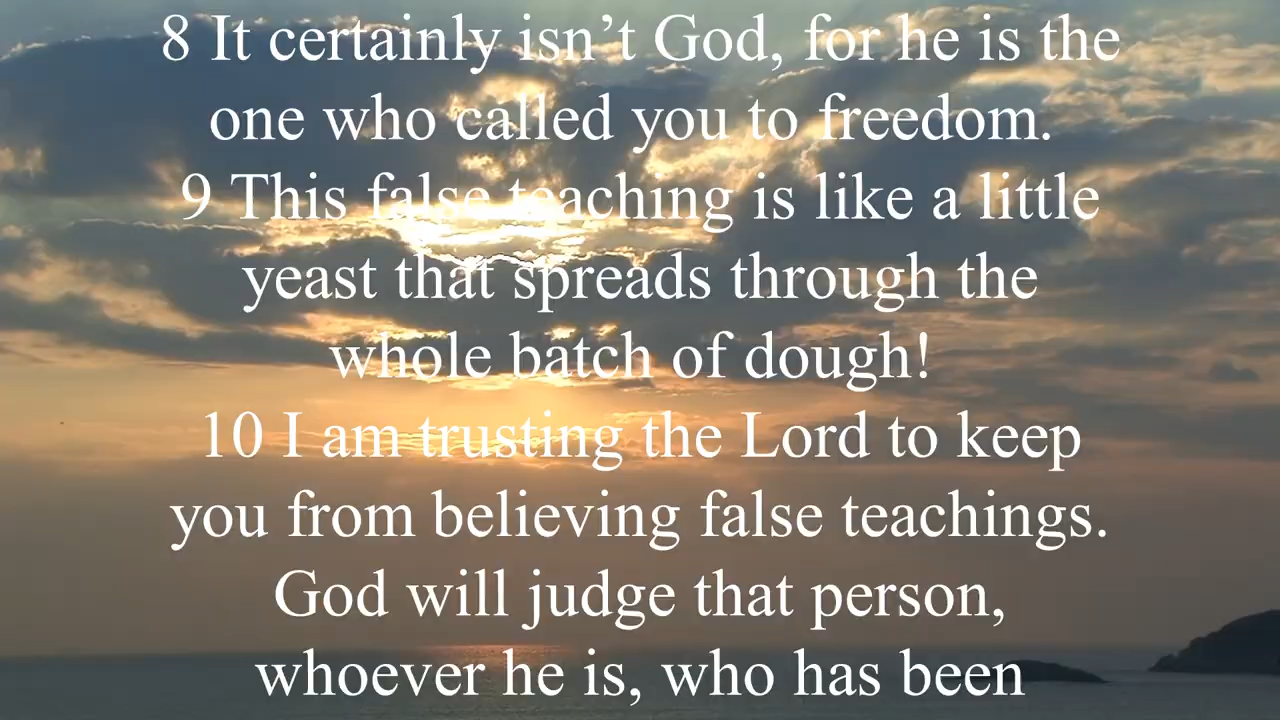 8 It certainly isn’t God, for he is the
one who called you to freedom.
9 This false teaching is like a little
yeast that spreads through the
whole batch of dough!
10 I am trusting the Lord to keep
you from believing false teachings.
God will judge that person,
whoever he is, who has been